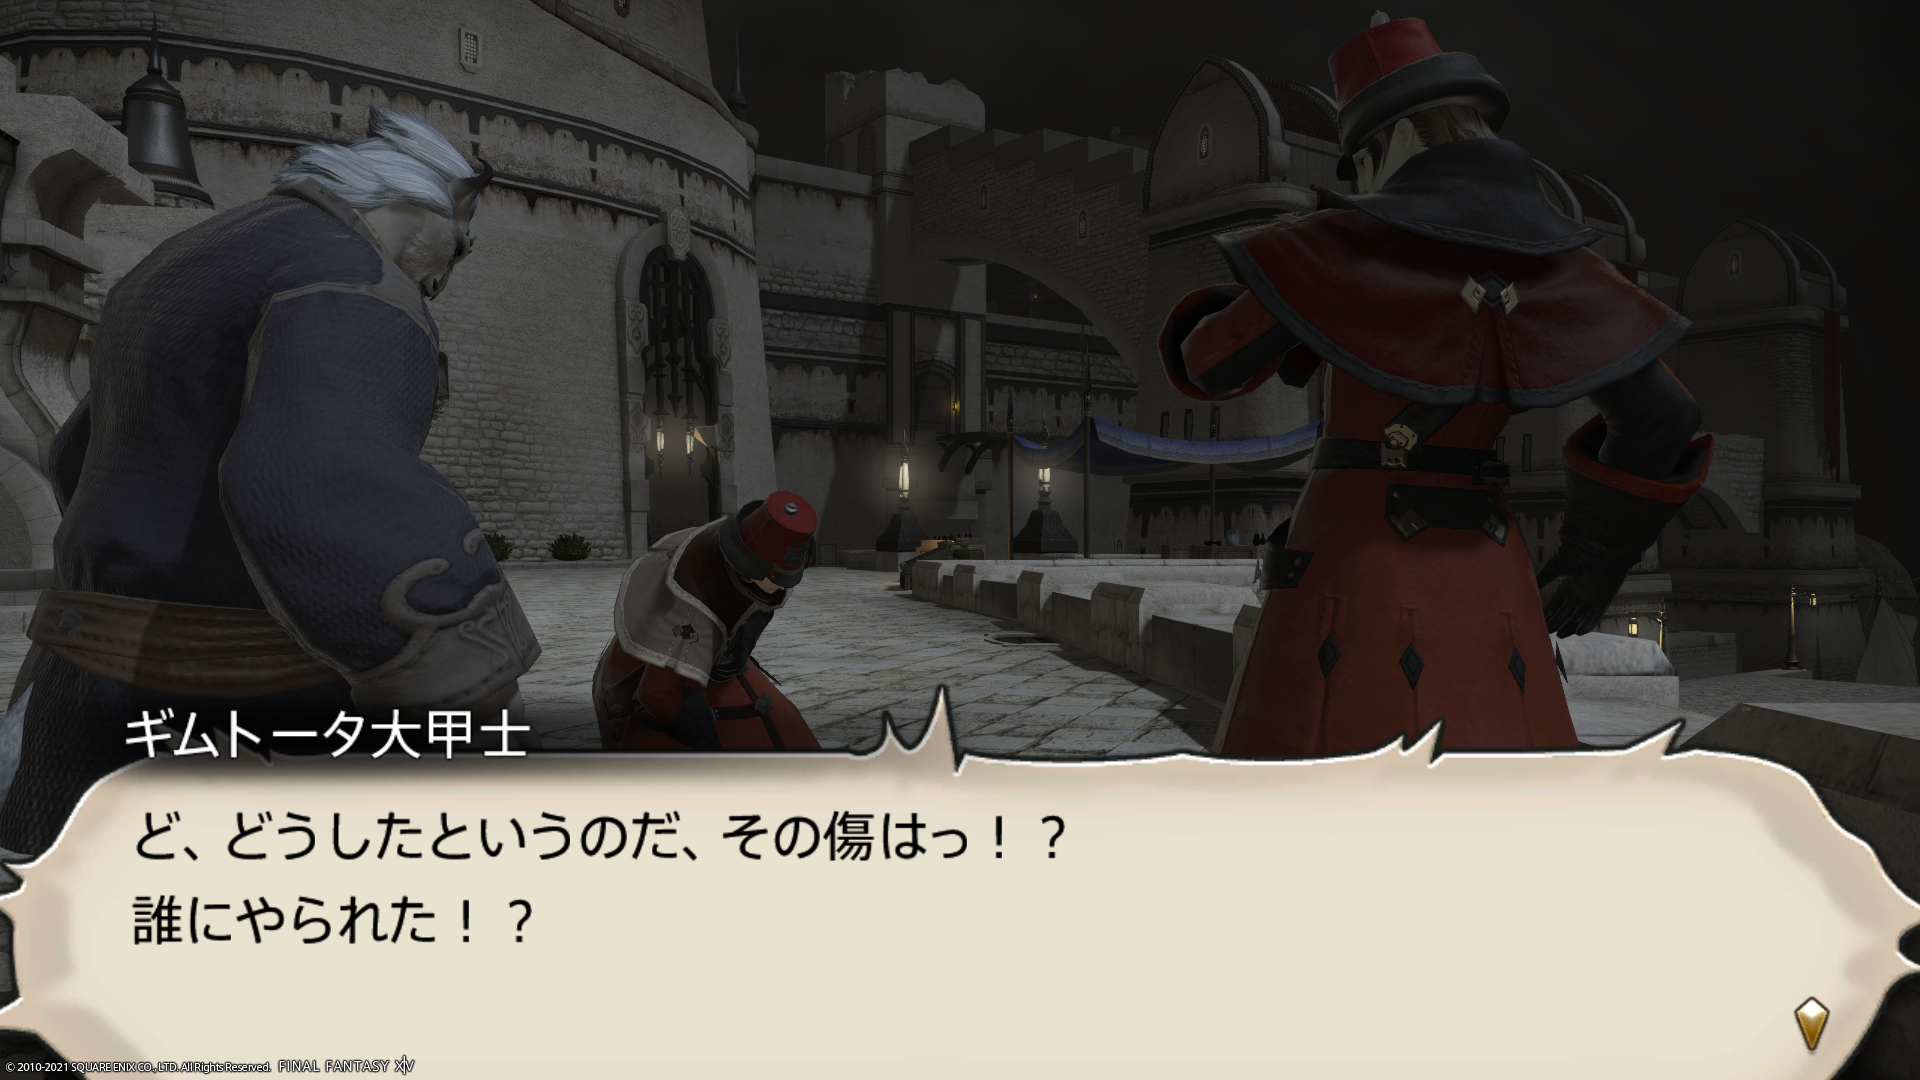 ギムトータ大甲士
ど、どうしたというのだ、その傷はっ！？
誰にやられた！？
© 2010-2021 SQUARE ENIX CO., LTD. All Rights Reserved. FINAL FANTASY XIV